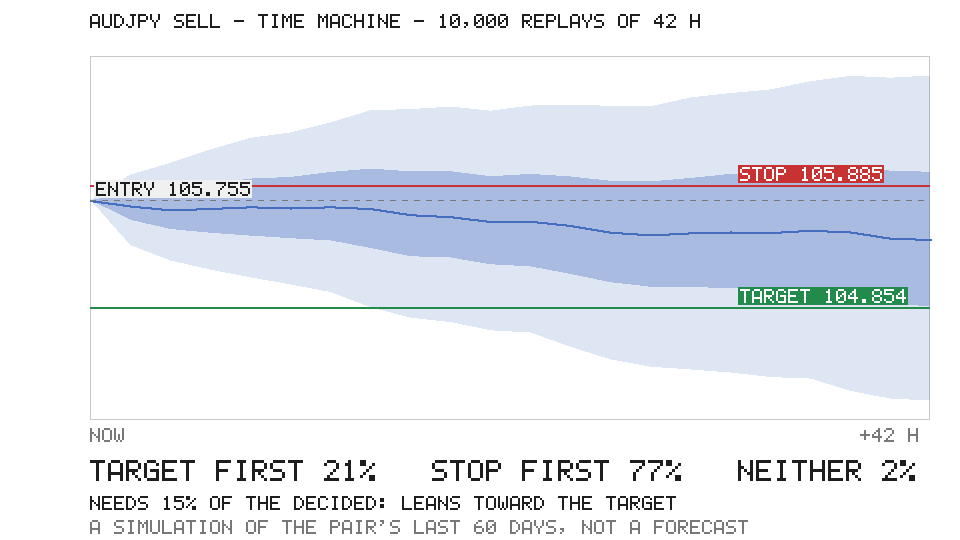 AUDJPY SELL - TIME MACHINE - 10,000 REPLAYS OF 42 H
STOP 105.885
ENTRY 105.755
TARGET 104.854
NOW +42 H
TARGET FIRST 21% STOP FIRST 77% NEITHER 2%
NEEDS 15% OF THE DECIDED: LEANS TOWARD THE TARGET
A SIMULATION OF THE PAIR'S LAST 60 DAYS, NOT A FORECAST